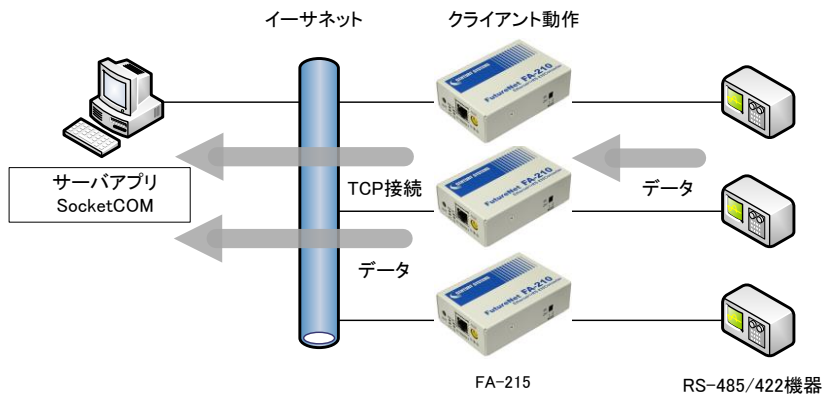 イーサネット
クライアント動作
FutureNet FA-210
サーバアプリ
SocketCOM
TCP接続
データ
FutureNet FA-210
データ
FutureNet FA-210
FA-215
RS-485/422機器